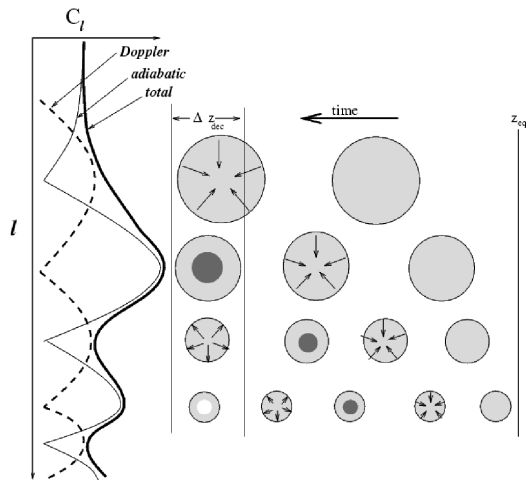 C_l
Doppler
adiabatic
total
Δ z_dec
time
z_eq
l